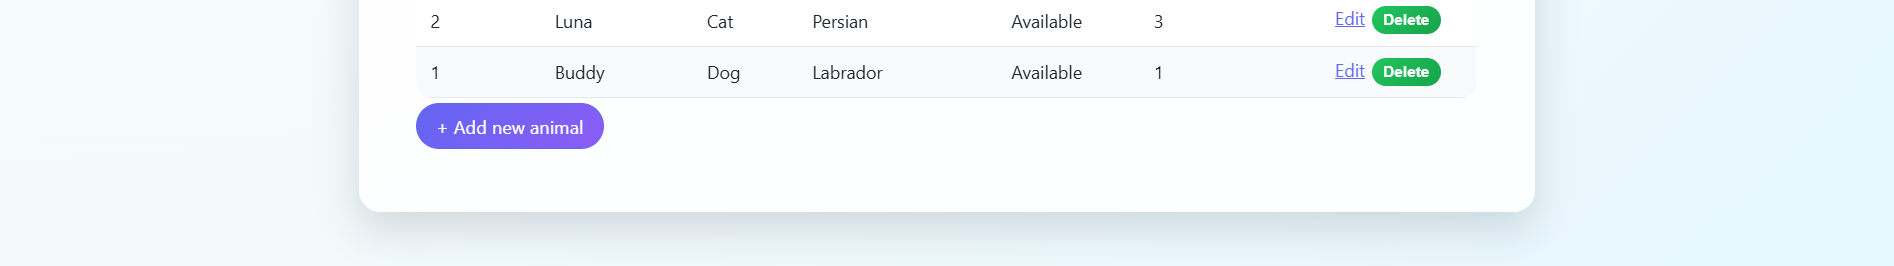 2 Luna Cat Persian Available 3 Edit Delete
1 Buddy Dog Labrador Available 1 Edit Delete
+ Add new animal